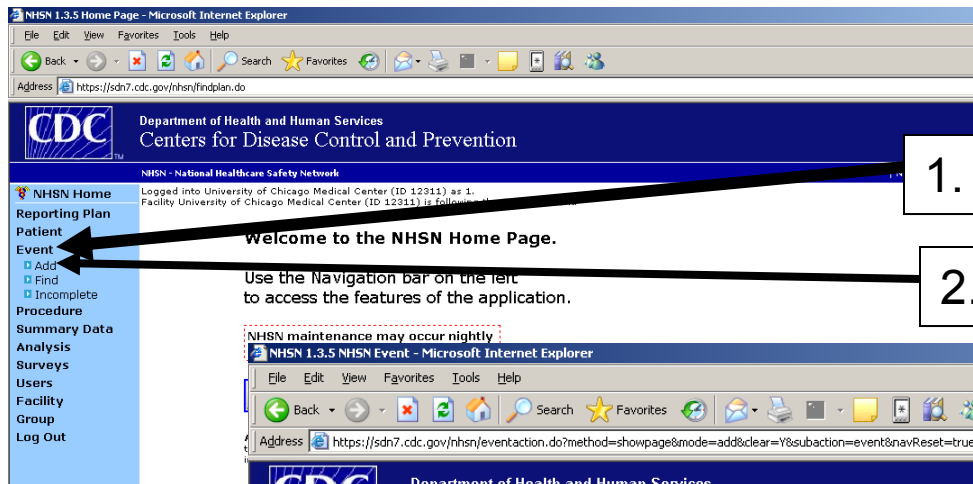 NHSN 1.3.5 Home Page - Microsoft Internet Explorer
File Edit View Favorites Tools Help
Back Search Favorites
Address https://sdn7.cdc.gov/nhsn/findplan.do
CDC TM
Department of Health and Human Services
Centers for Disease Control and Prevention
NHSN - National Healthcare Safety Network
1.
NHSN Home
Logged into University of Chicago Medical Center (ID 12311) as 1.
Facility University of Chicago Medical Center (ID 12311) is following
Reporting Plan
Patient
Event
Add
Find
Incomplete
Procedure
Summary Data
Analysis
Surveys
Users
Facility
Group
Log Out
Welcome to the NHSN Home Page.
2.
Use the Navigation bar on the left
to access the features of the application.
NHSN maintenance may occur nightly
NHSN 1.3.5 NHSN Event - Microsoft Internet Explorer
File Edit View Favorites Tools Help
Back Search Favorites
Address https://sdn7.cdc.gov/nhsn/eventaction.do?method=showpage&mode=add&clear=Y&subaction=event&navReset=true
CDC
Department of Health and Human Services